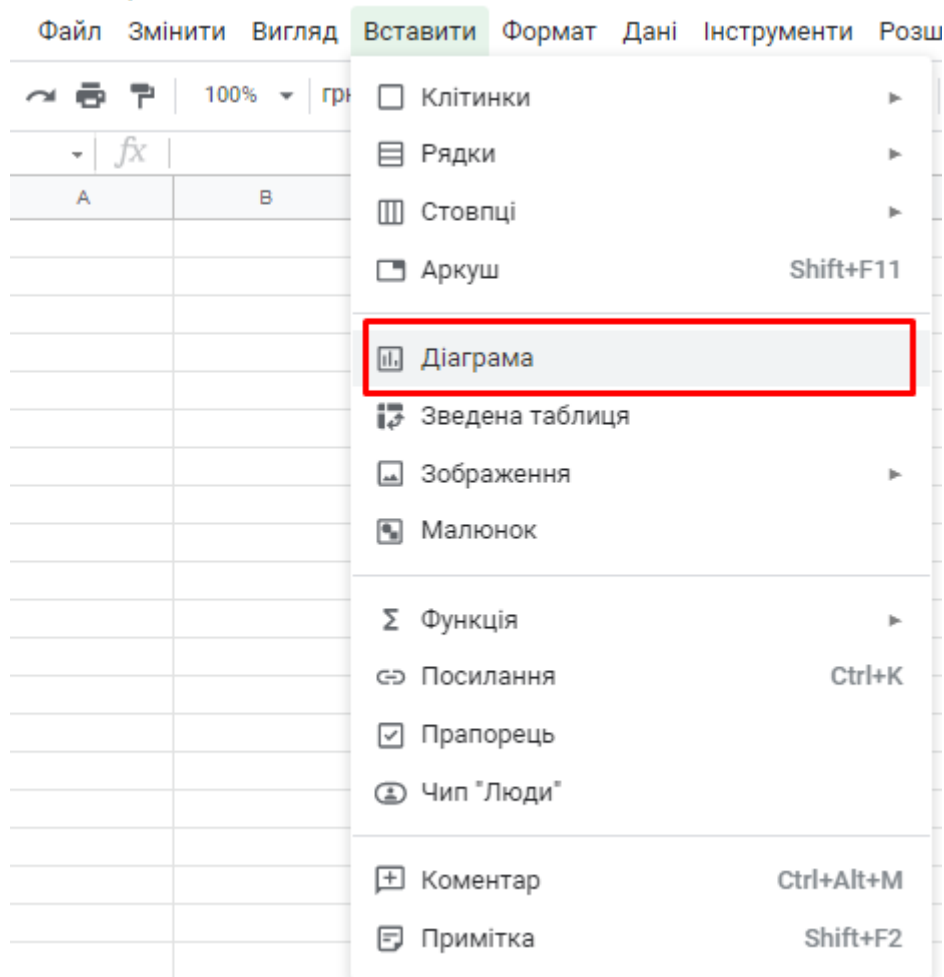 Файл Змінити Вигляд Вставити Формат Дані Інструменти
100% грн
fx
A B
Клітинки
Рядки
Стовпці
Аркуш Shift+F11
Діаграма
Зведена таблиця
Зображення
Малюнок
Σ Функція
Посилання Ctrl+K
Прапорець
Чип "Люди"
Коментар Ctrl+Alt+M
Примітка Shift+F2